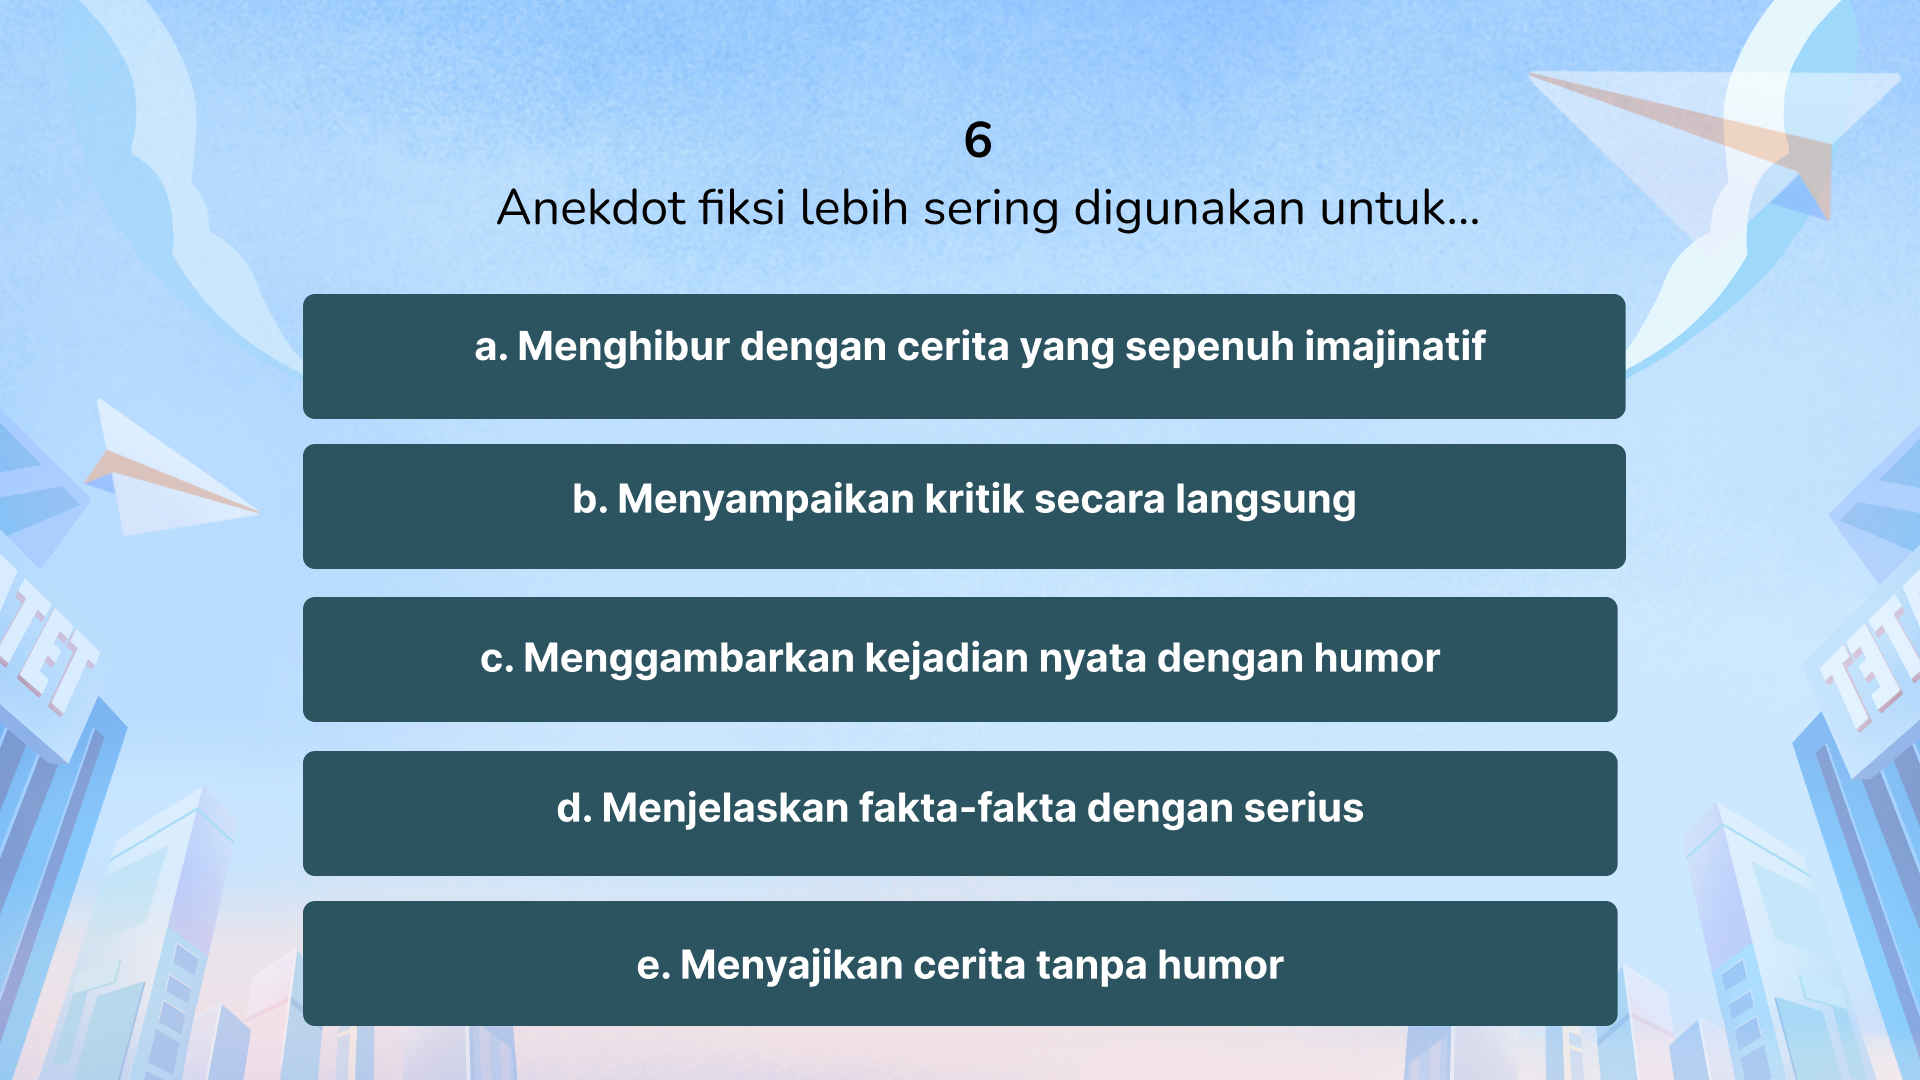 6
Anekdot fiksi lebih sering digunakan untuk...
a. Menghibur dengan cerita yang sepenuh imajinatif
b. Menyampaikan kritik secara langsung
c. Menggambarkan kejadian nyata dengan humor
d. Menjelaskan fakta-fakta dengan serius
e. Menyajikan cerita tanpa humor